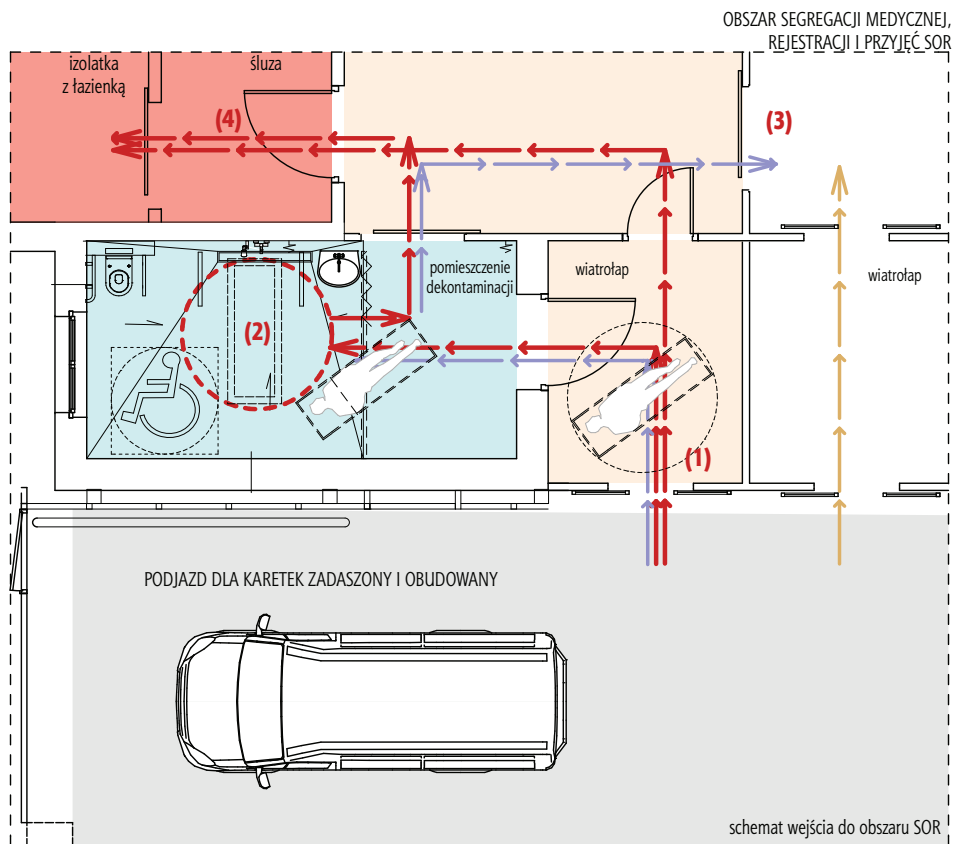 OBSZAR SEGREGACJI MEDYCZNEJ,
REJESTRACJI I PRZYJĘĆ SOR
izolatka
z łazienką
śluza
(4)
(3)
pomieszczenie
dekontaminacji
wiatrołap
wiatrołap
(2)
(1)
PODJAZD DLA KARETEK ZADASZONY I OBUDOWANY
schemat wejścia do obszaru SOR